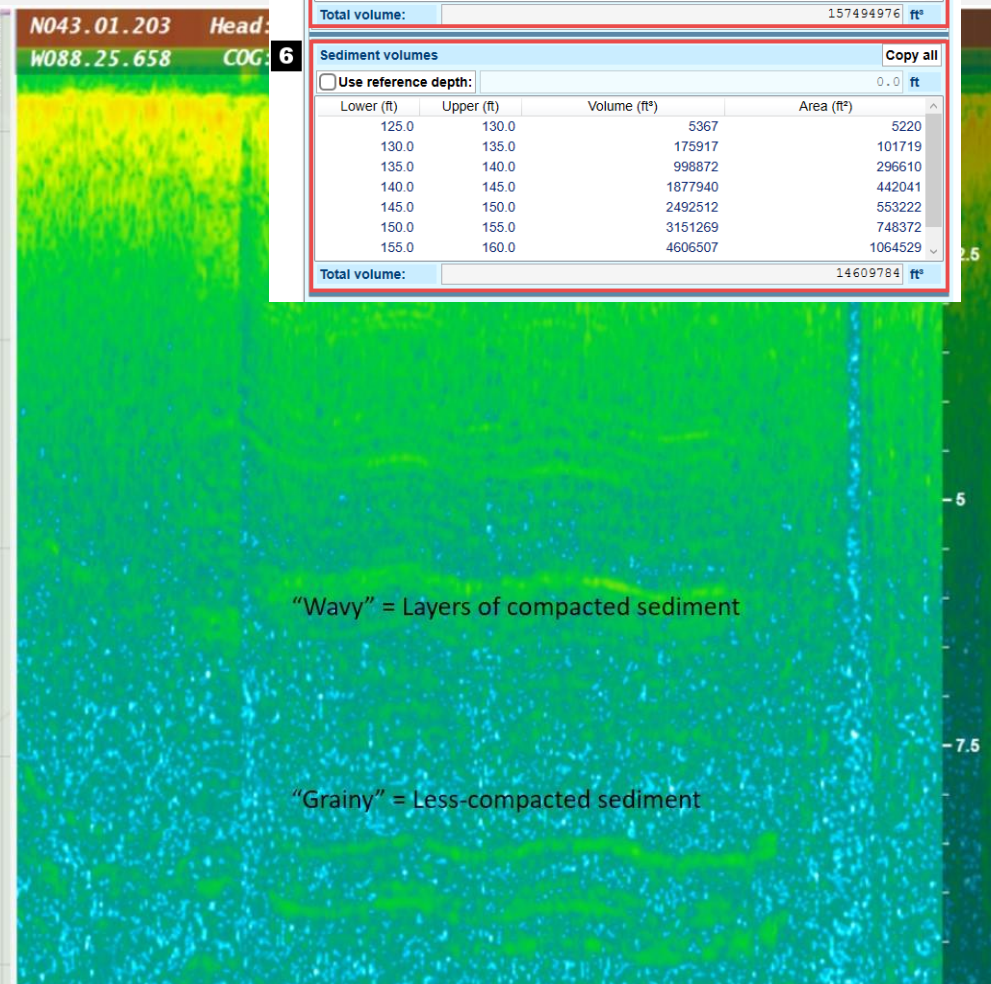 Total volume: 157494976 ft³
N043.01.203 Head:
W088.25.658 COG:
6 Sediment volumes Copy all
Use reference depth: 0.0 ft
Lower (ft) Upper (ft) Volume (ft³) Area (ft²)
125.0 130.0 5367 5220
130.0 135.0 175917 101719
135.0 140.0 998872 296610
140.0 145.0 1877940 442041
145.0 150.0 2492512 553222
150.0 155.0 3151269 748372
155.0 160.0 4606507 1064529
Total volume: 14609784 ft³
2.5
5
“Wavy” = Layers of compacted sediment
7.5
“Grainy” = Less-compacted sediment